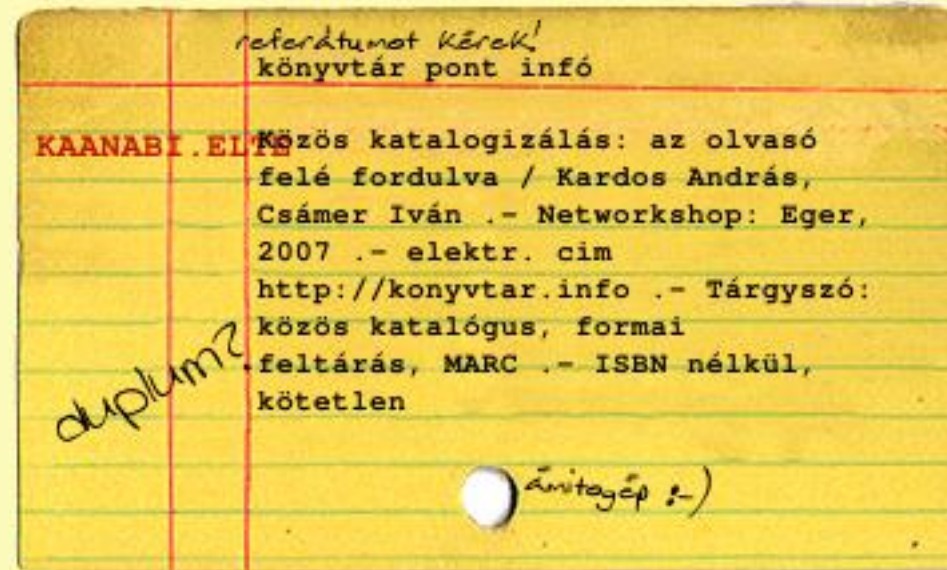 referátumot kérek!
könyvtár pont infó
KAANABI.ELTE
Közös katalogizálás: az olvasó
felé fordulva / Kardos András,
Csámer Iván .- Networkshop: Eger,
2007 .- elektr. cim
http://konyvtar.info .- Tárgyszó:
közös katalógus, formai
feltárás, MARC .- ISBN nélkül,
kötetlen
duplum?
ámitogép :-)